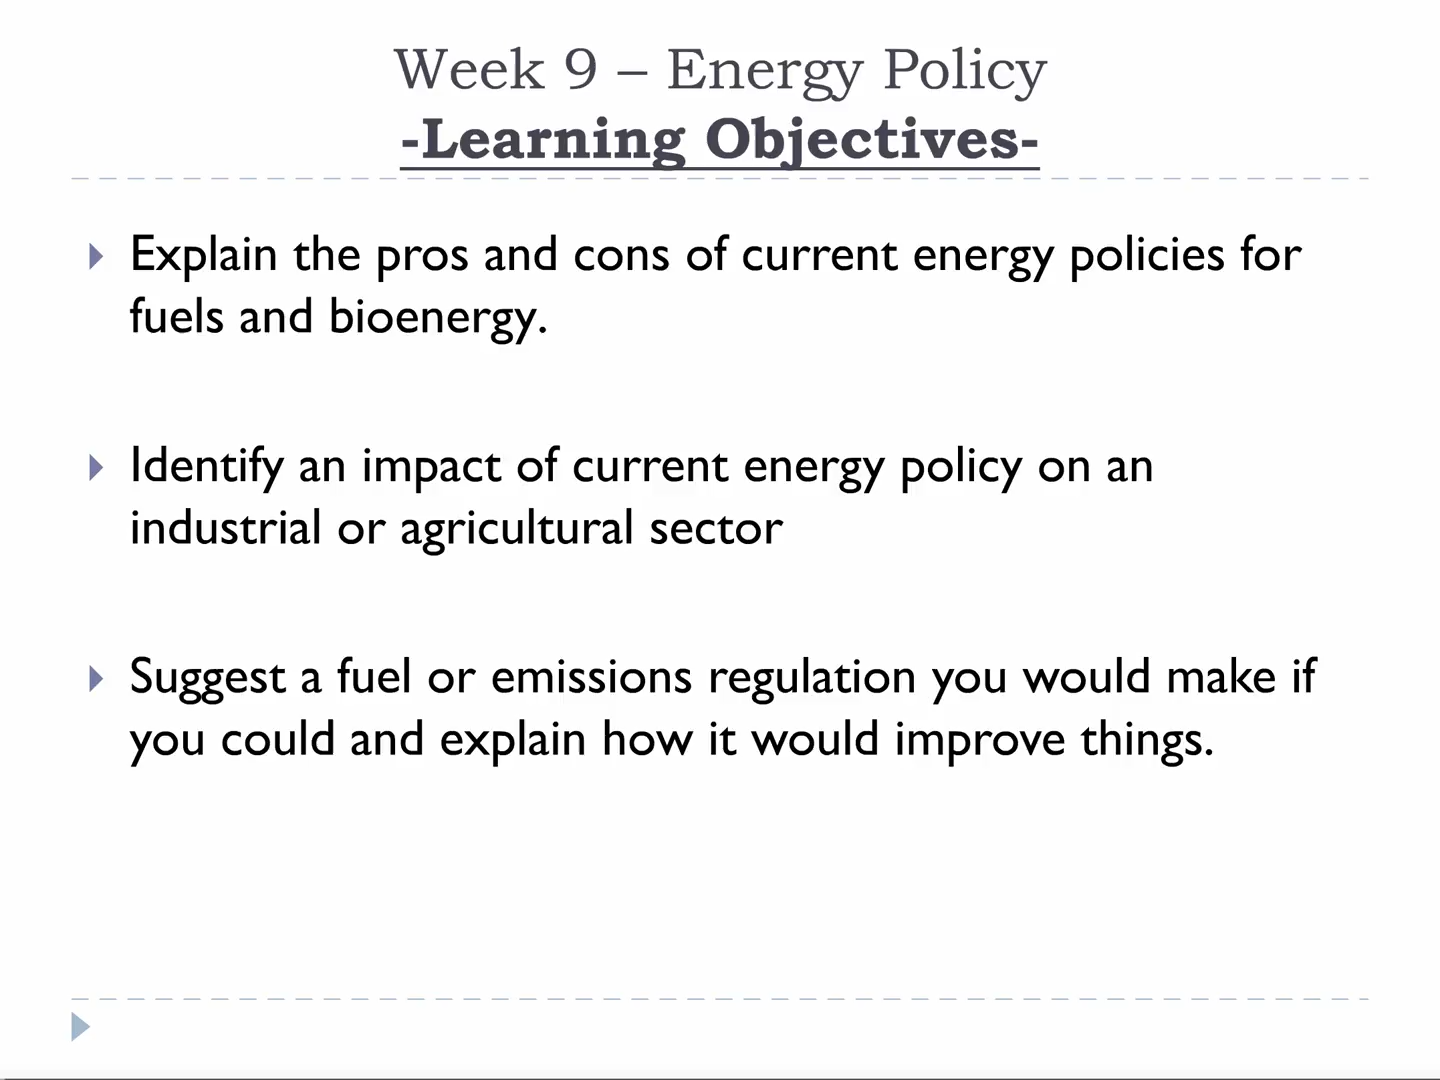 Week 9 – Energy Policy
-Learning Objectives-
Explain the pros and cons of current energy policies for
fuels and bioenergy.
Identify an impact of current energy policy on an
industrial or agricultural sector
Suggest a fuel or emissions regulation you would make if
you could and explain how it would improve things.